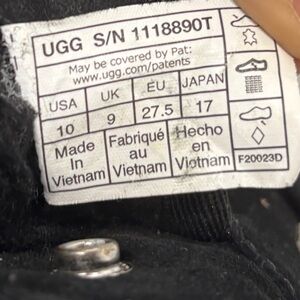 UGG S/N 1118890T
May be covered by Pat:
www.ugg.com/patents
USA UK EU JAPAN
10 9 27.5 17
Made Fabriqué Hecho
In au en
Vietnam Vietnam Vietnam
F20023D